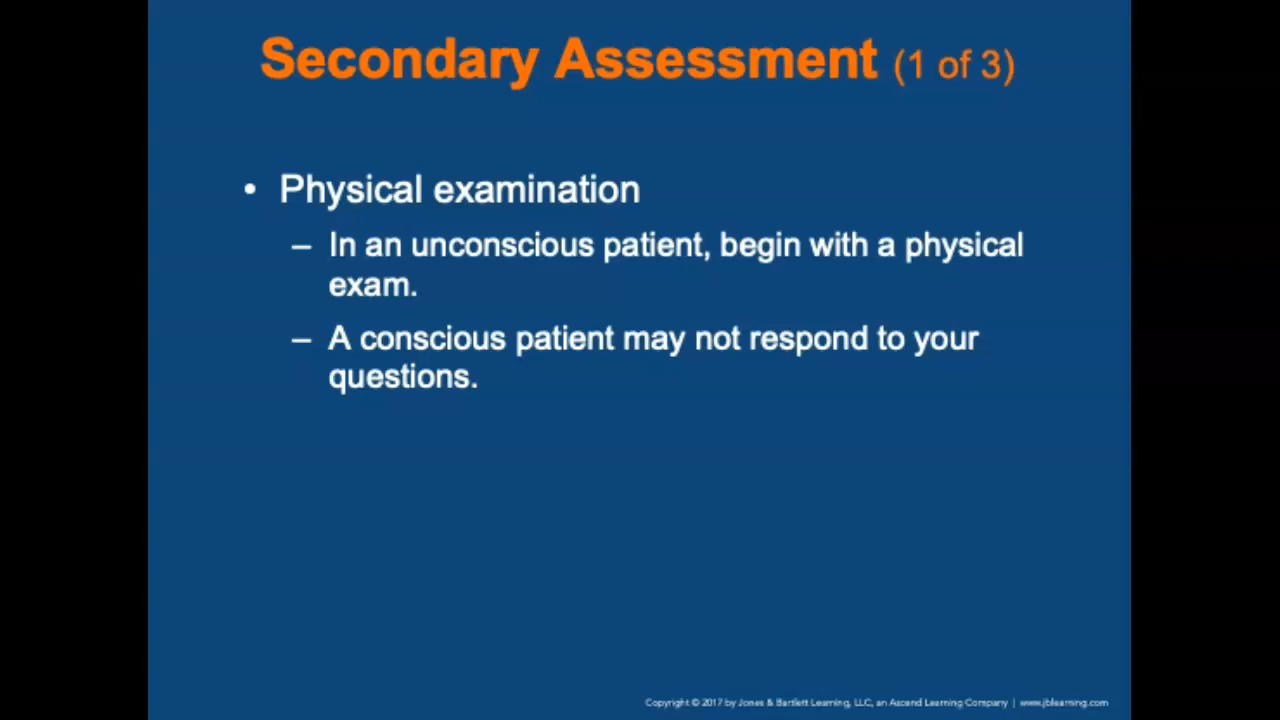 Secondary Assessment (1 of 3)
• Physical examination
– In an unconscious patient, begin with a physical
exam.
– A conscious patient may not respond to your
questions.
Copyright © 2017 by Jones & Bartlett Learning, LLC, an Ascend Learning Company | www.jblearning.com